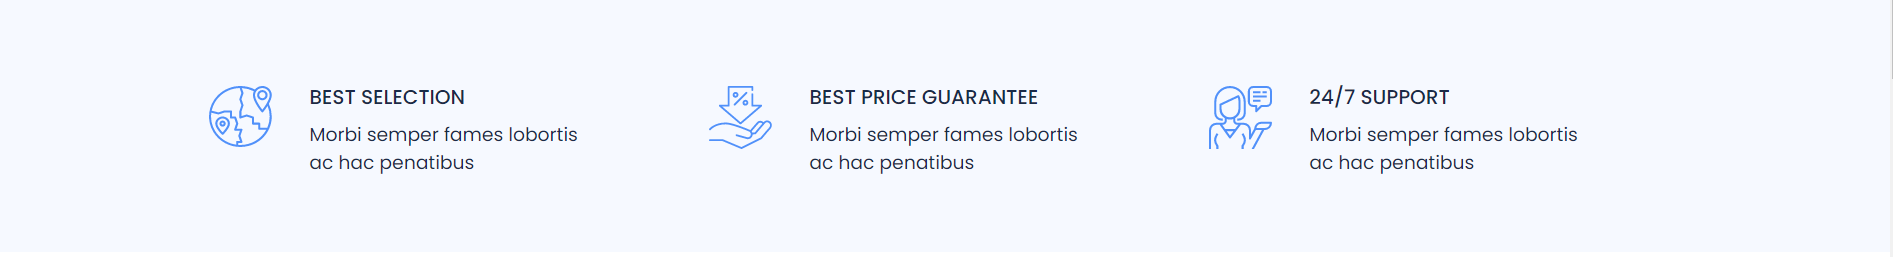 BEST SELECTION
Morbi semper fames lobortis
ac hac penatibus
BEST PRICE GUARANTEE
Morbi semper fames lobortis
ac hac penatibus
24/7 SUPPORT
Morbi semper fames lobortis
ac hac penatibus